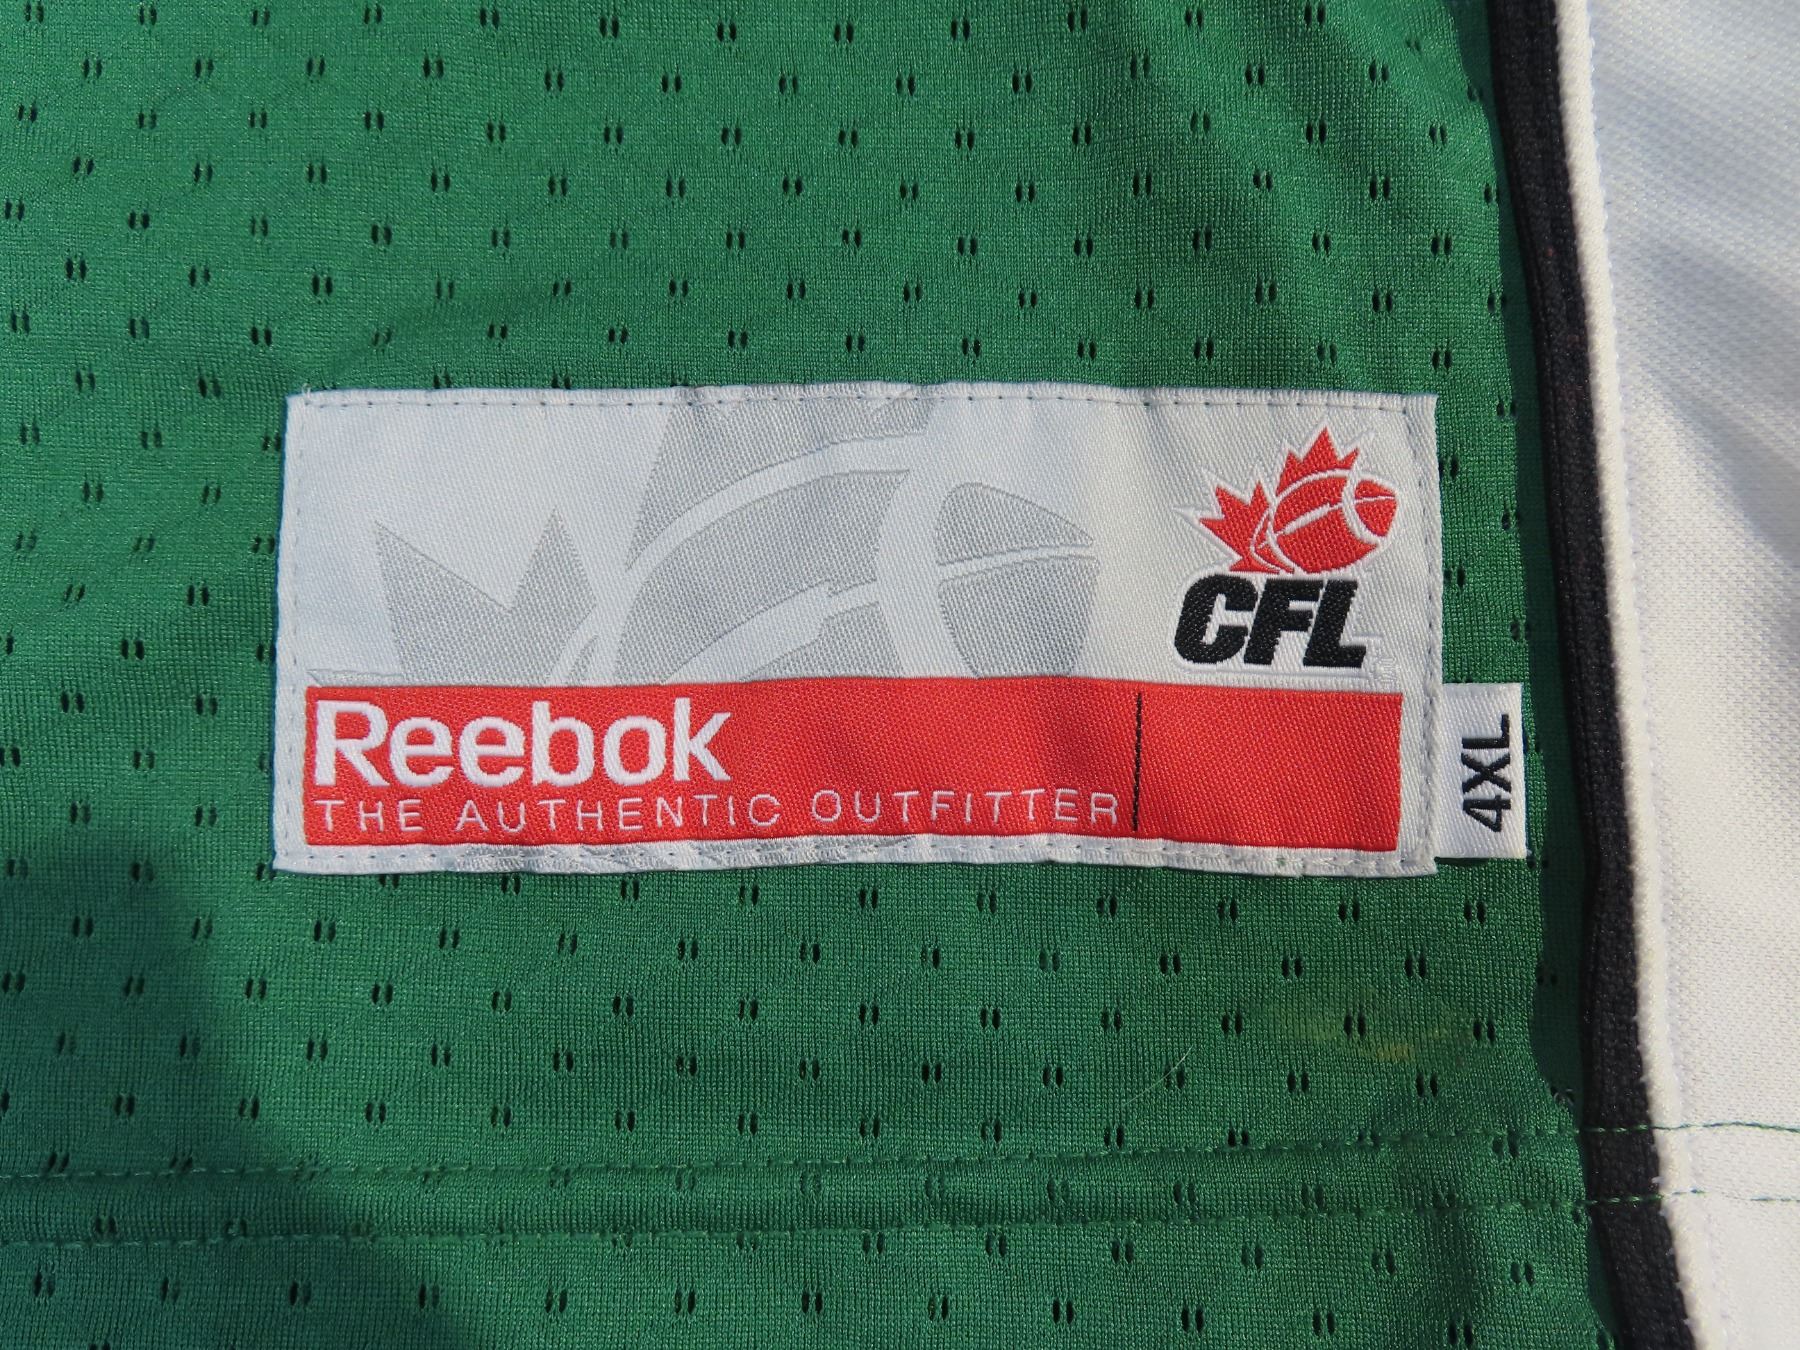 CFL
Reebok
THE AUTHENTIC OUTFITTER
4XL